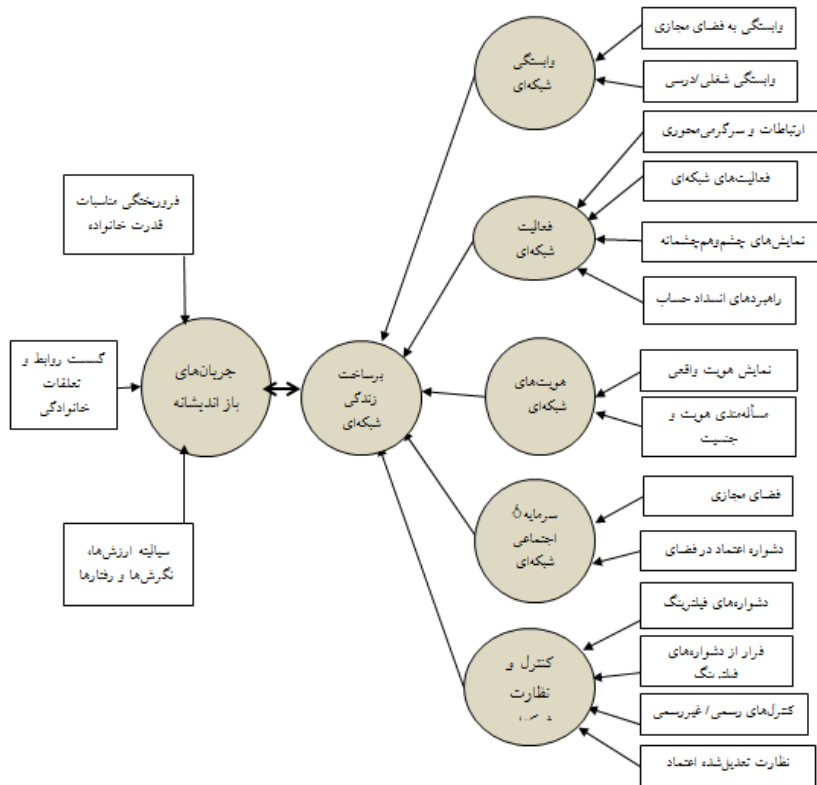 وابستگی به فضای مجازی
وابستگی شغلی/درسی
وابستگی
شبکه‌ای
ارتباطات و سرگرمی‌محوری
فعالیت‌های شبکه‌ای
نمایش‌های چشم‌وهم‌چشمانه
راهبردهای انسداد حساب
فعالیت
شبکه‌ای
نمایش هویت واقعی
مسأله‌مندی هویت و
جنسیت
هویت‌های
شبکه‌ای
فضای مجازی
دشواره اعتماد در فضای
سرمایه
اجتماعی
شبکه‌ای
دشواره‌های فیلترینگ
فرار از دشواره‌های
فیلترینگ
کنترل‌های رسمی/ غیررسمی
نظارت تعدیق‌شده اعتماد
کنترل و
نظارت
برساخت
زندگی
شبکه‌ای
جریان‌های
باز اندیشانه
فروریختگی مناسبات
قدرت خانواده
گسست روابط و
تعلقات
خانوادگی
سیالیته ارزش‌ها،
نگرش‌ها و رفتارها